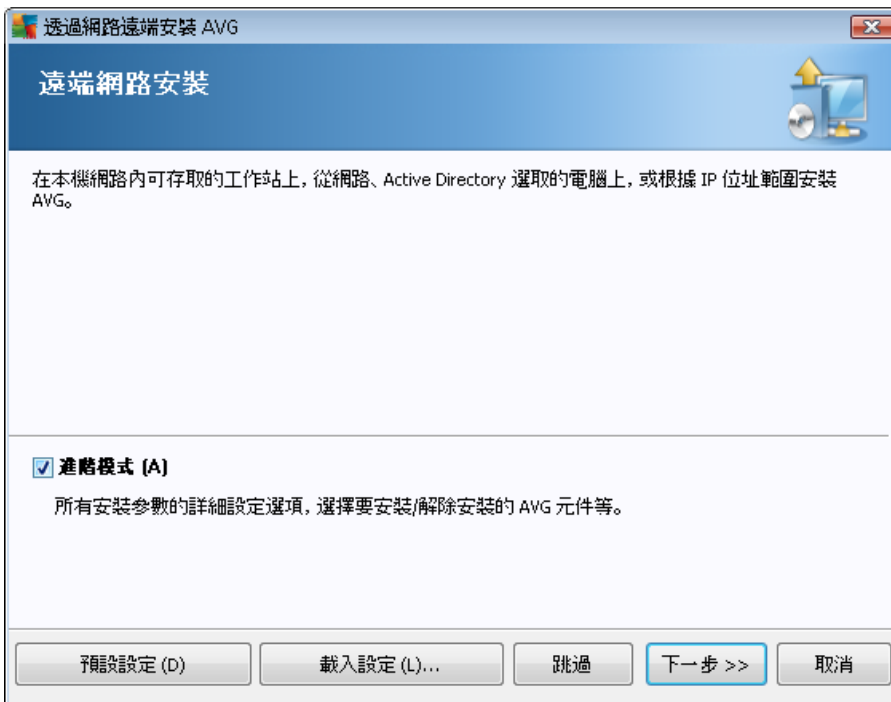 透過網路遠端安裝 AVG
遠端網路安裝
在本機網路內可存取的工作站上，從網路、Active Directory 選取的電腦上，或根據 IP 位址範圍安裝
AVG。
進階模式 (A)
所有安裝參數的詳細設定選項，選擇要安裝/解除安裝的 AVG 元件等。
預設設定 (D)
載入設定 (L)...
跳過
下一步 >>
取消